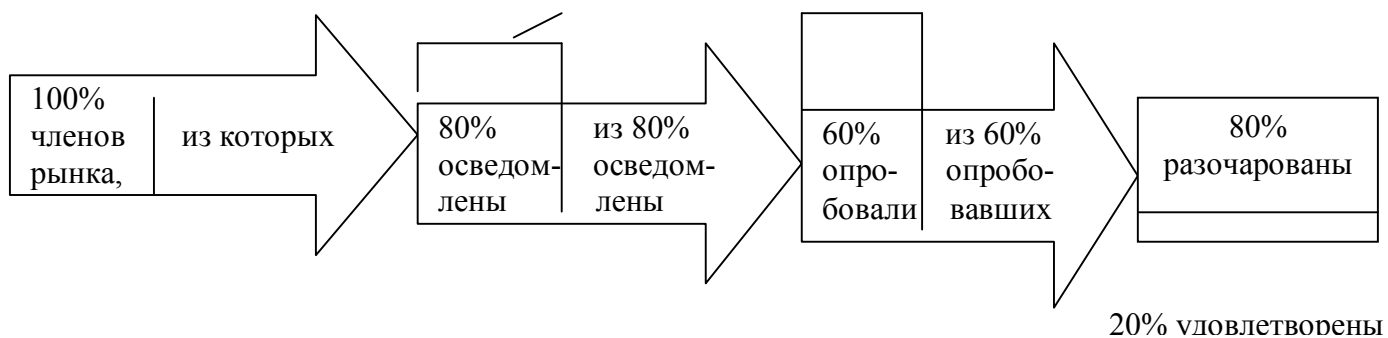 100%
членов
рынка,
из которых
80%
осведом-
лены
из 80%
осведом-
лены
60%
опро-
бовали
из 60%
опробо-
вавших
80%
разочарованы
20% удовлетворены